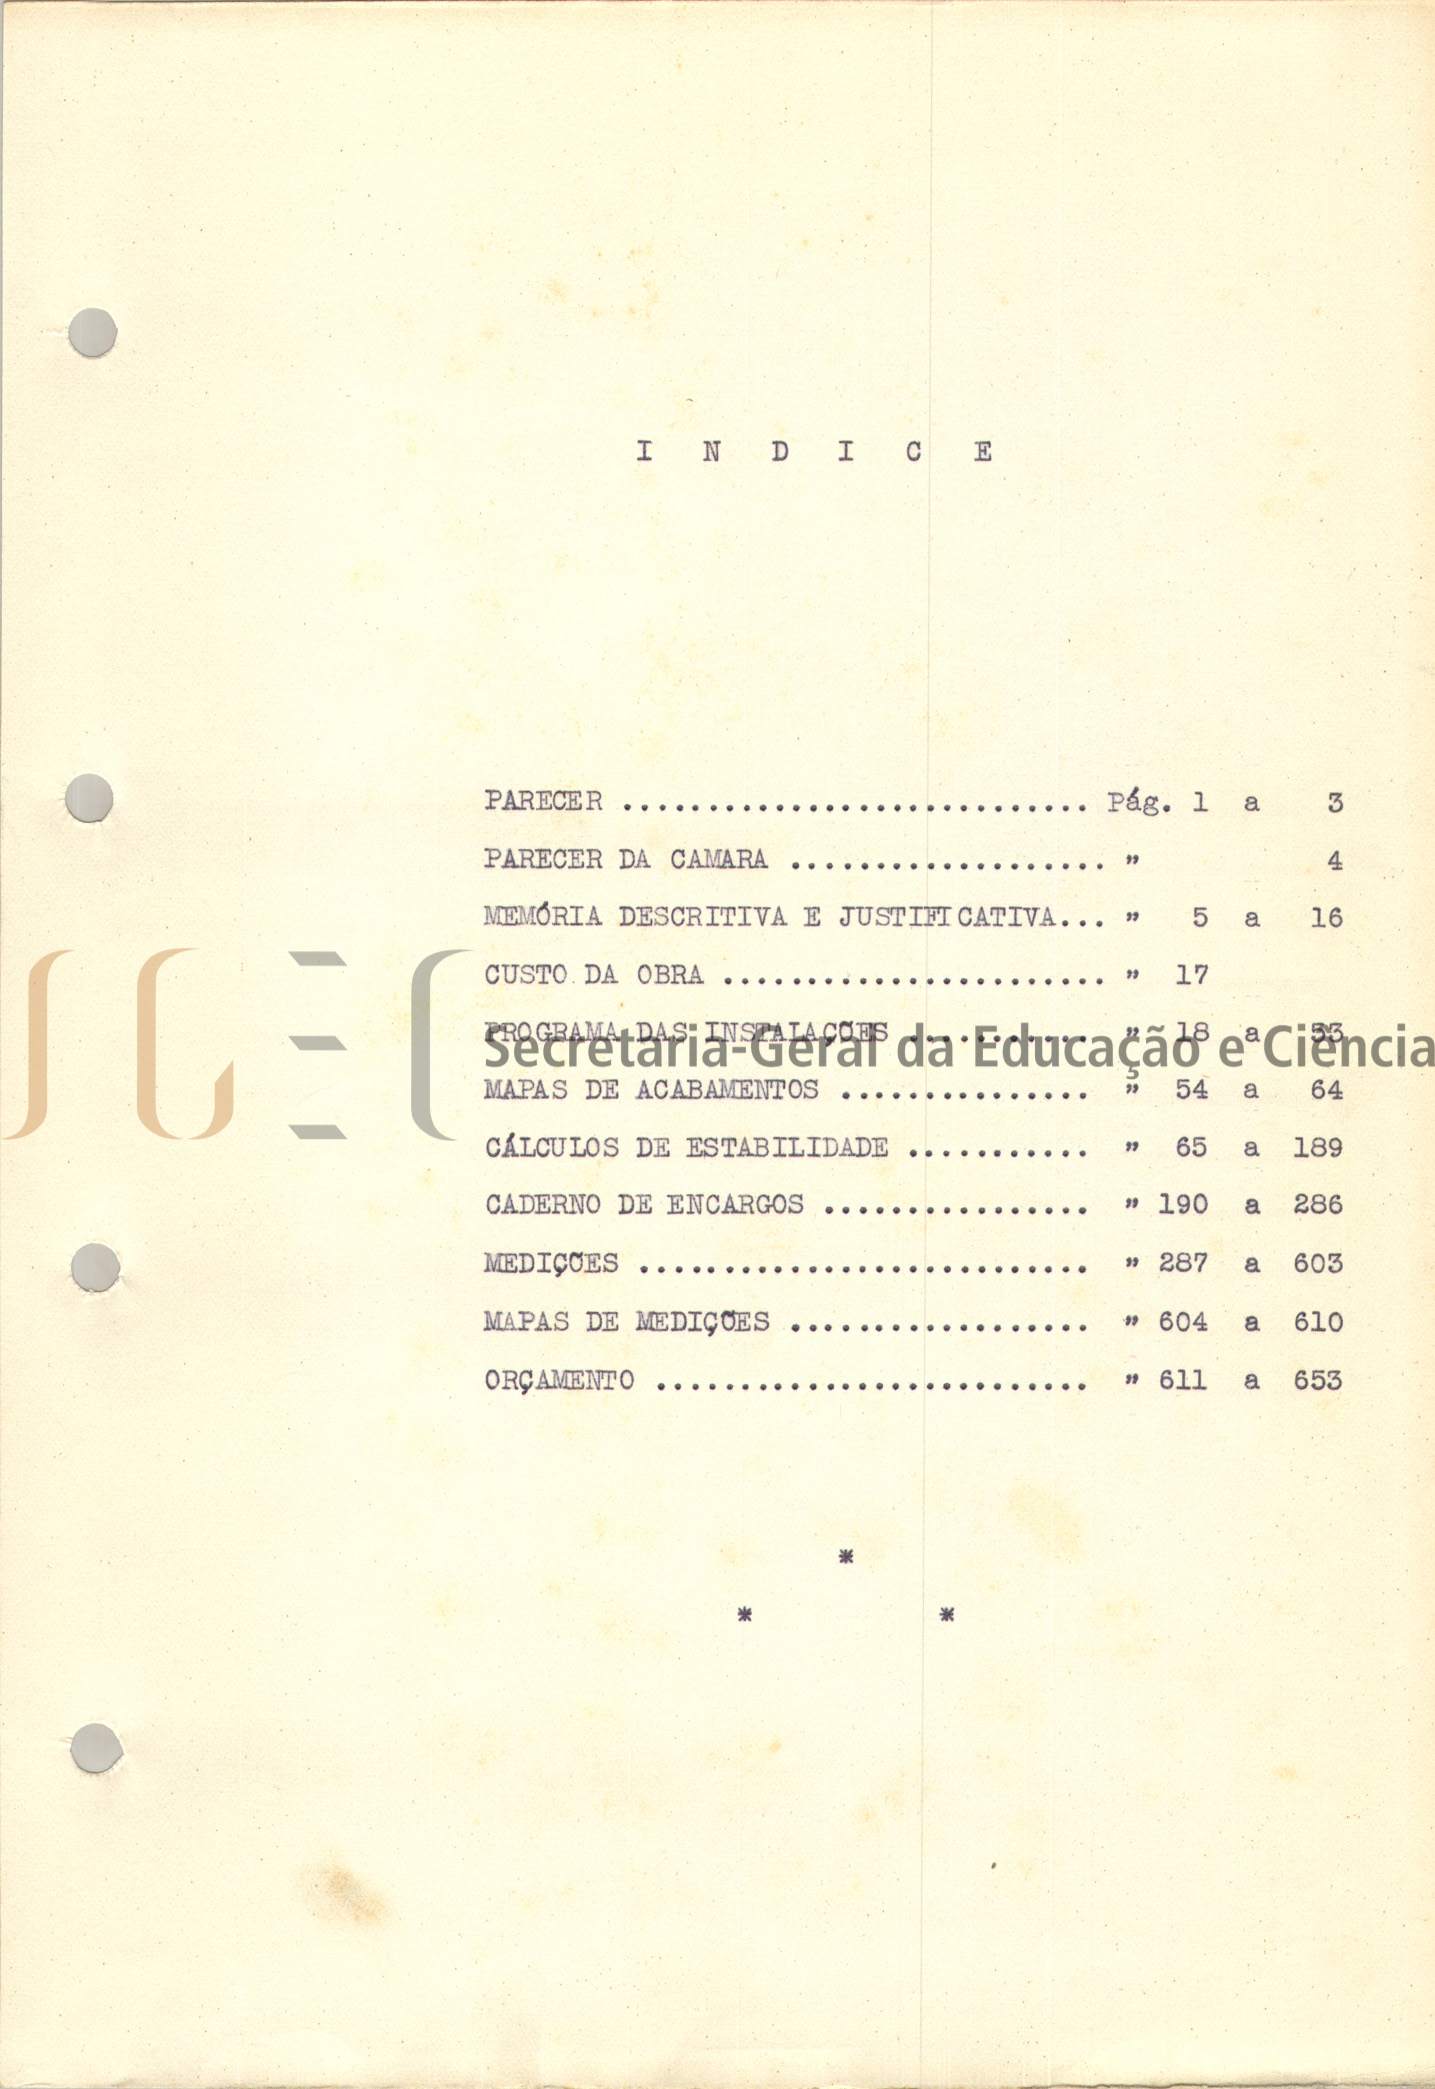 I N D I C E
PARECER ............................ Pág. 1 a 3
PARECER DA CAMARA ................... " 4
MEMÓRIA DESCRITIVA E JUSTIFICATIVA... " 5 a 16
CUSTO DA OBRA ....................... " 17
PROGRAMA DAS INSTALAÇÕES ........... " 18 a 53
Secretaria-Geral da Educação e Ciência
MAPAS DE ACABAMENTOS ............... " 54 a 64
CÁLCULOS DE ESTABILIDADE ........... " 65 a 189
CADERNO DE ENCARGOS ................ " 190 a 286
MEDIÇÕES ........................... " 287 a 603
MAPAS DE MEDIÇÕES .................. " 604 a 610
ORÇAMENTO .......................... " 611 a 653
*
* *